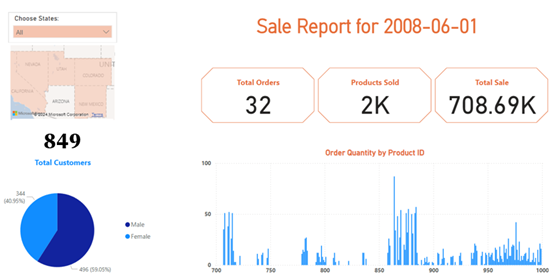 Choose States:
All
Sale Report for 2008-06-01
NEVADA
UTAH
COLORADO
CALIFORNIA
ARIZONA
NEW MEXICO
© 2024 Microsoft Corporation Terms
849
Total Customers
Total Orders
32
Products Sold
2K
Total Sale
708.69K
Order Quantity by Product ID
100
50
0
700
750
800
850
900
950
1000
344
(40.95%)
496 (59.05%)
Male
Female